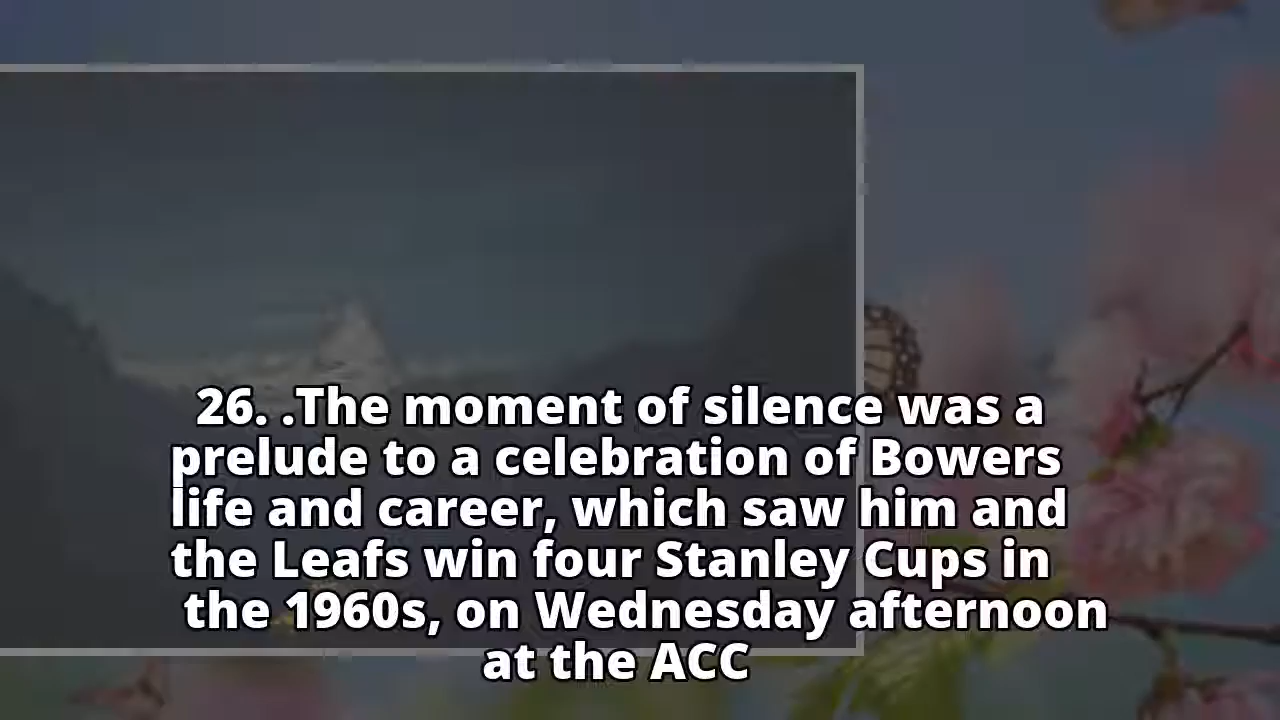 26. .The moment of silence was a
prelude to a celebration of Bowers
life and career, which saw him and
the Leafs win four Stanley Cups in
the 1960s, on Wednesday afternoon
at the ACC